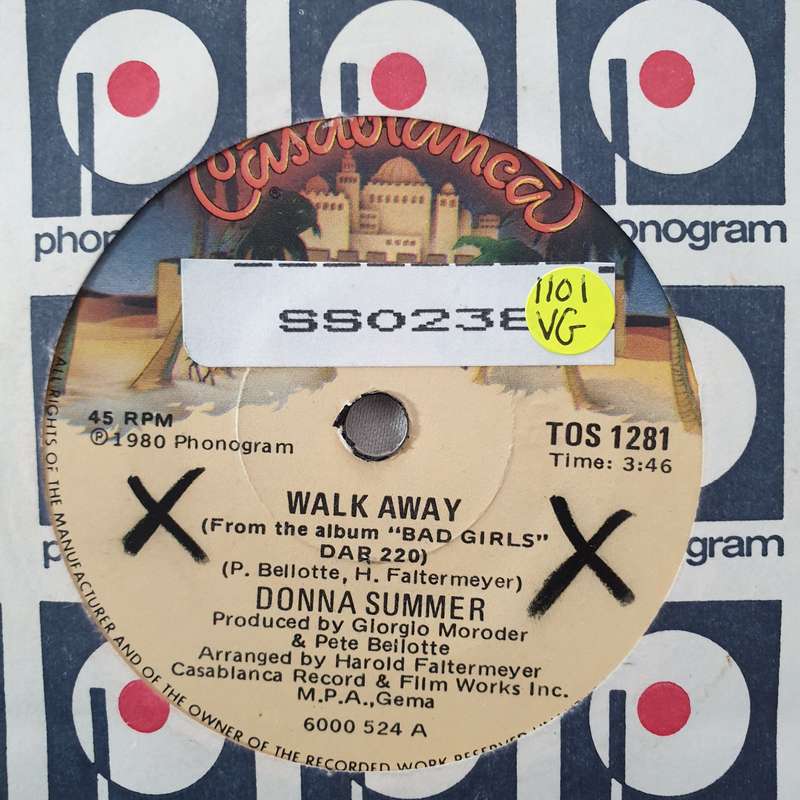 Casablanca
®
phonogram
SS0238
1101
VG
45 RPM
℗ 1980 Phonogram
TOS 1281
Time: 3:46
X
X
WALK AWAY
(From the album "BAD GIRLS"
DAR 220)
(P. Bellotte, H. Faltermeyer)
DONNA SUMMER
Produced by Giorgio Moroder
& Pete Bellotte
Arranged by Harold Faltermeyer
Casablanca Record & Film Works Inc.
M.P.A.,Gema
6000 524 A
ALL RIGHTS OF THE MANUFACTURER AND OF THE OWNER OF THE RECORDED WORK RESERVED
gram